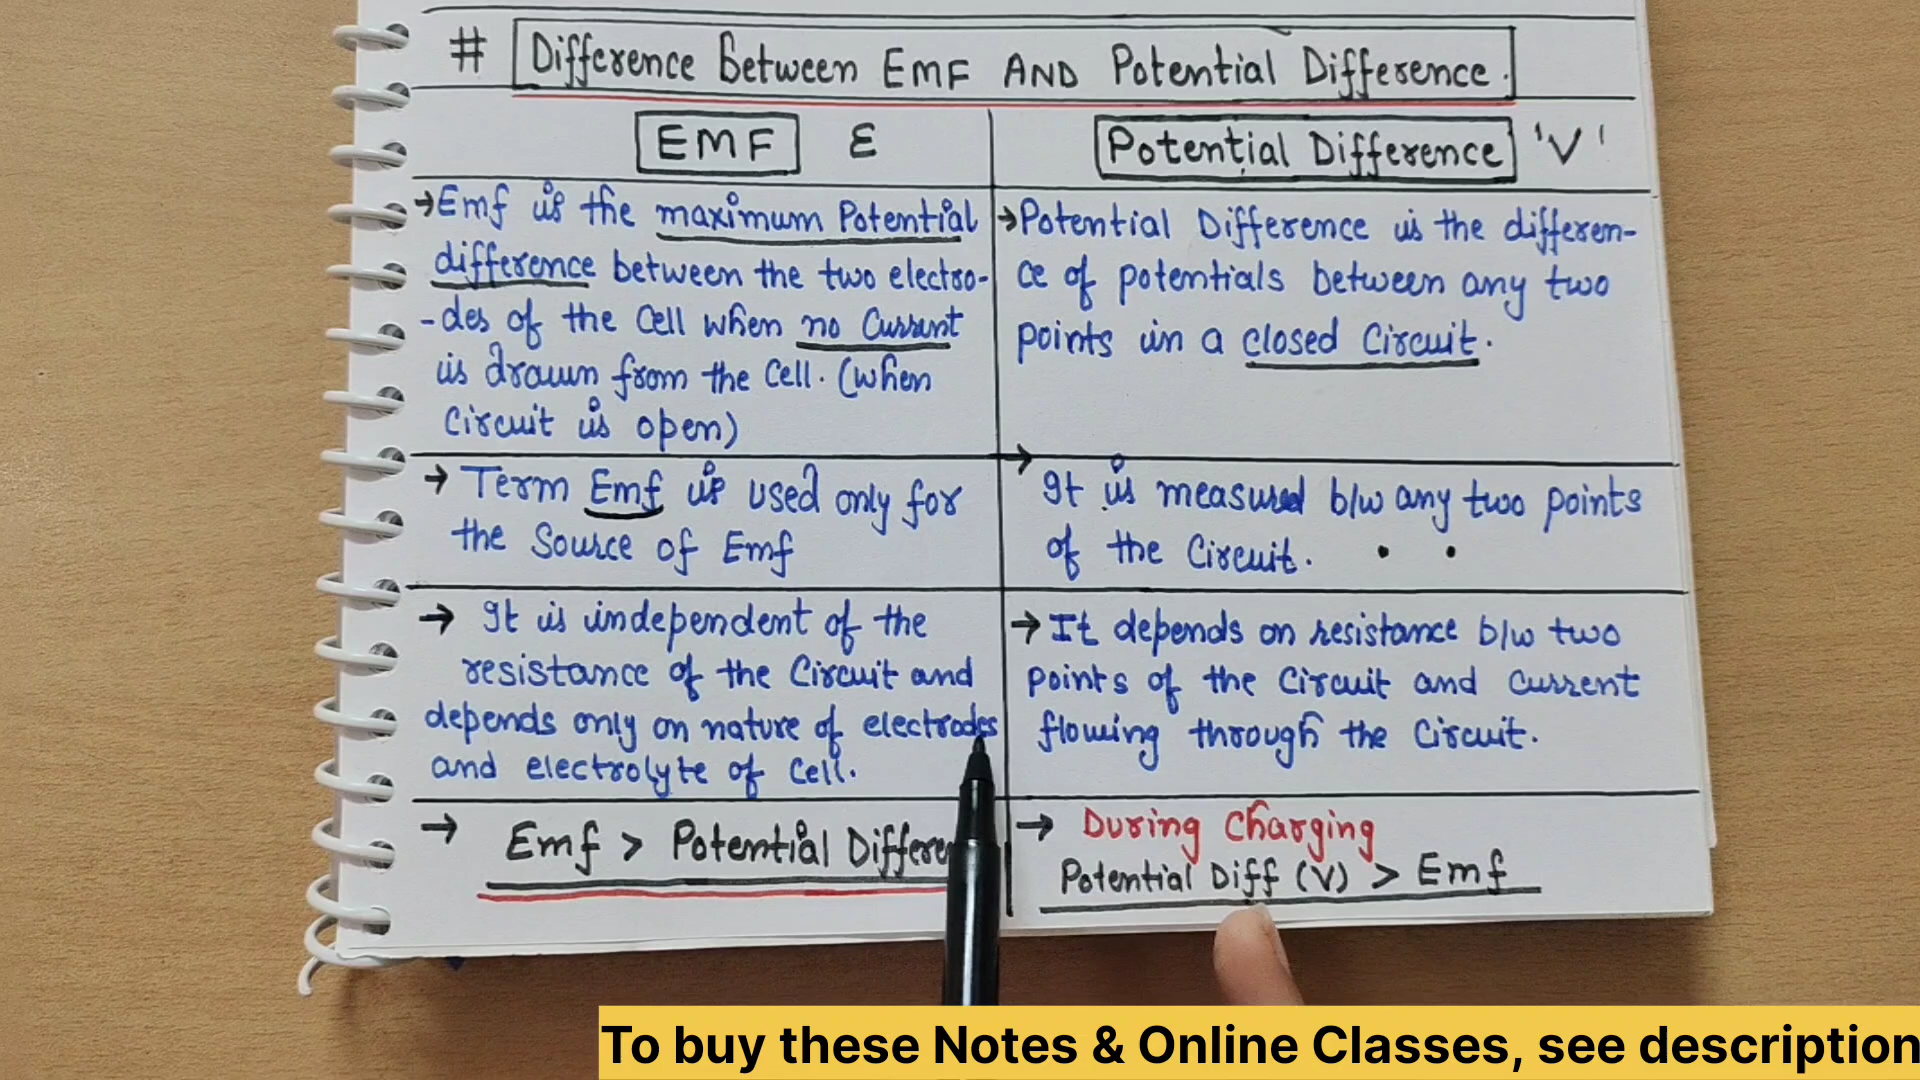 # Difference between EMF AND Potential Difference.
EMF ε
Potential Difference 'V'
→ Emf is the maximum Potential
difference between the two electro-
-des of the Cell when no Current
is drawn from the Cell. (when
Circuit is open)
→ Potential Difference is the differen-
ce of potentials between any two
points in a closed Circuit.
→ Term Emf is used only for
the Source of Emf
→ It is measured b/w any two points
of the Circuit.
→ It is independent of the
resistance of the Circuit and
depends only on nature of electrodes
and electrolyte of Cell.
→ It depends on resistance b/w two
points of the Circuit and current
flowing through the Circuit.
→ Emf > Potential Differe
→ During Charging
Potential Diff (V) > Emf
To buy these Notes & Online Classes, see description